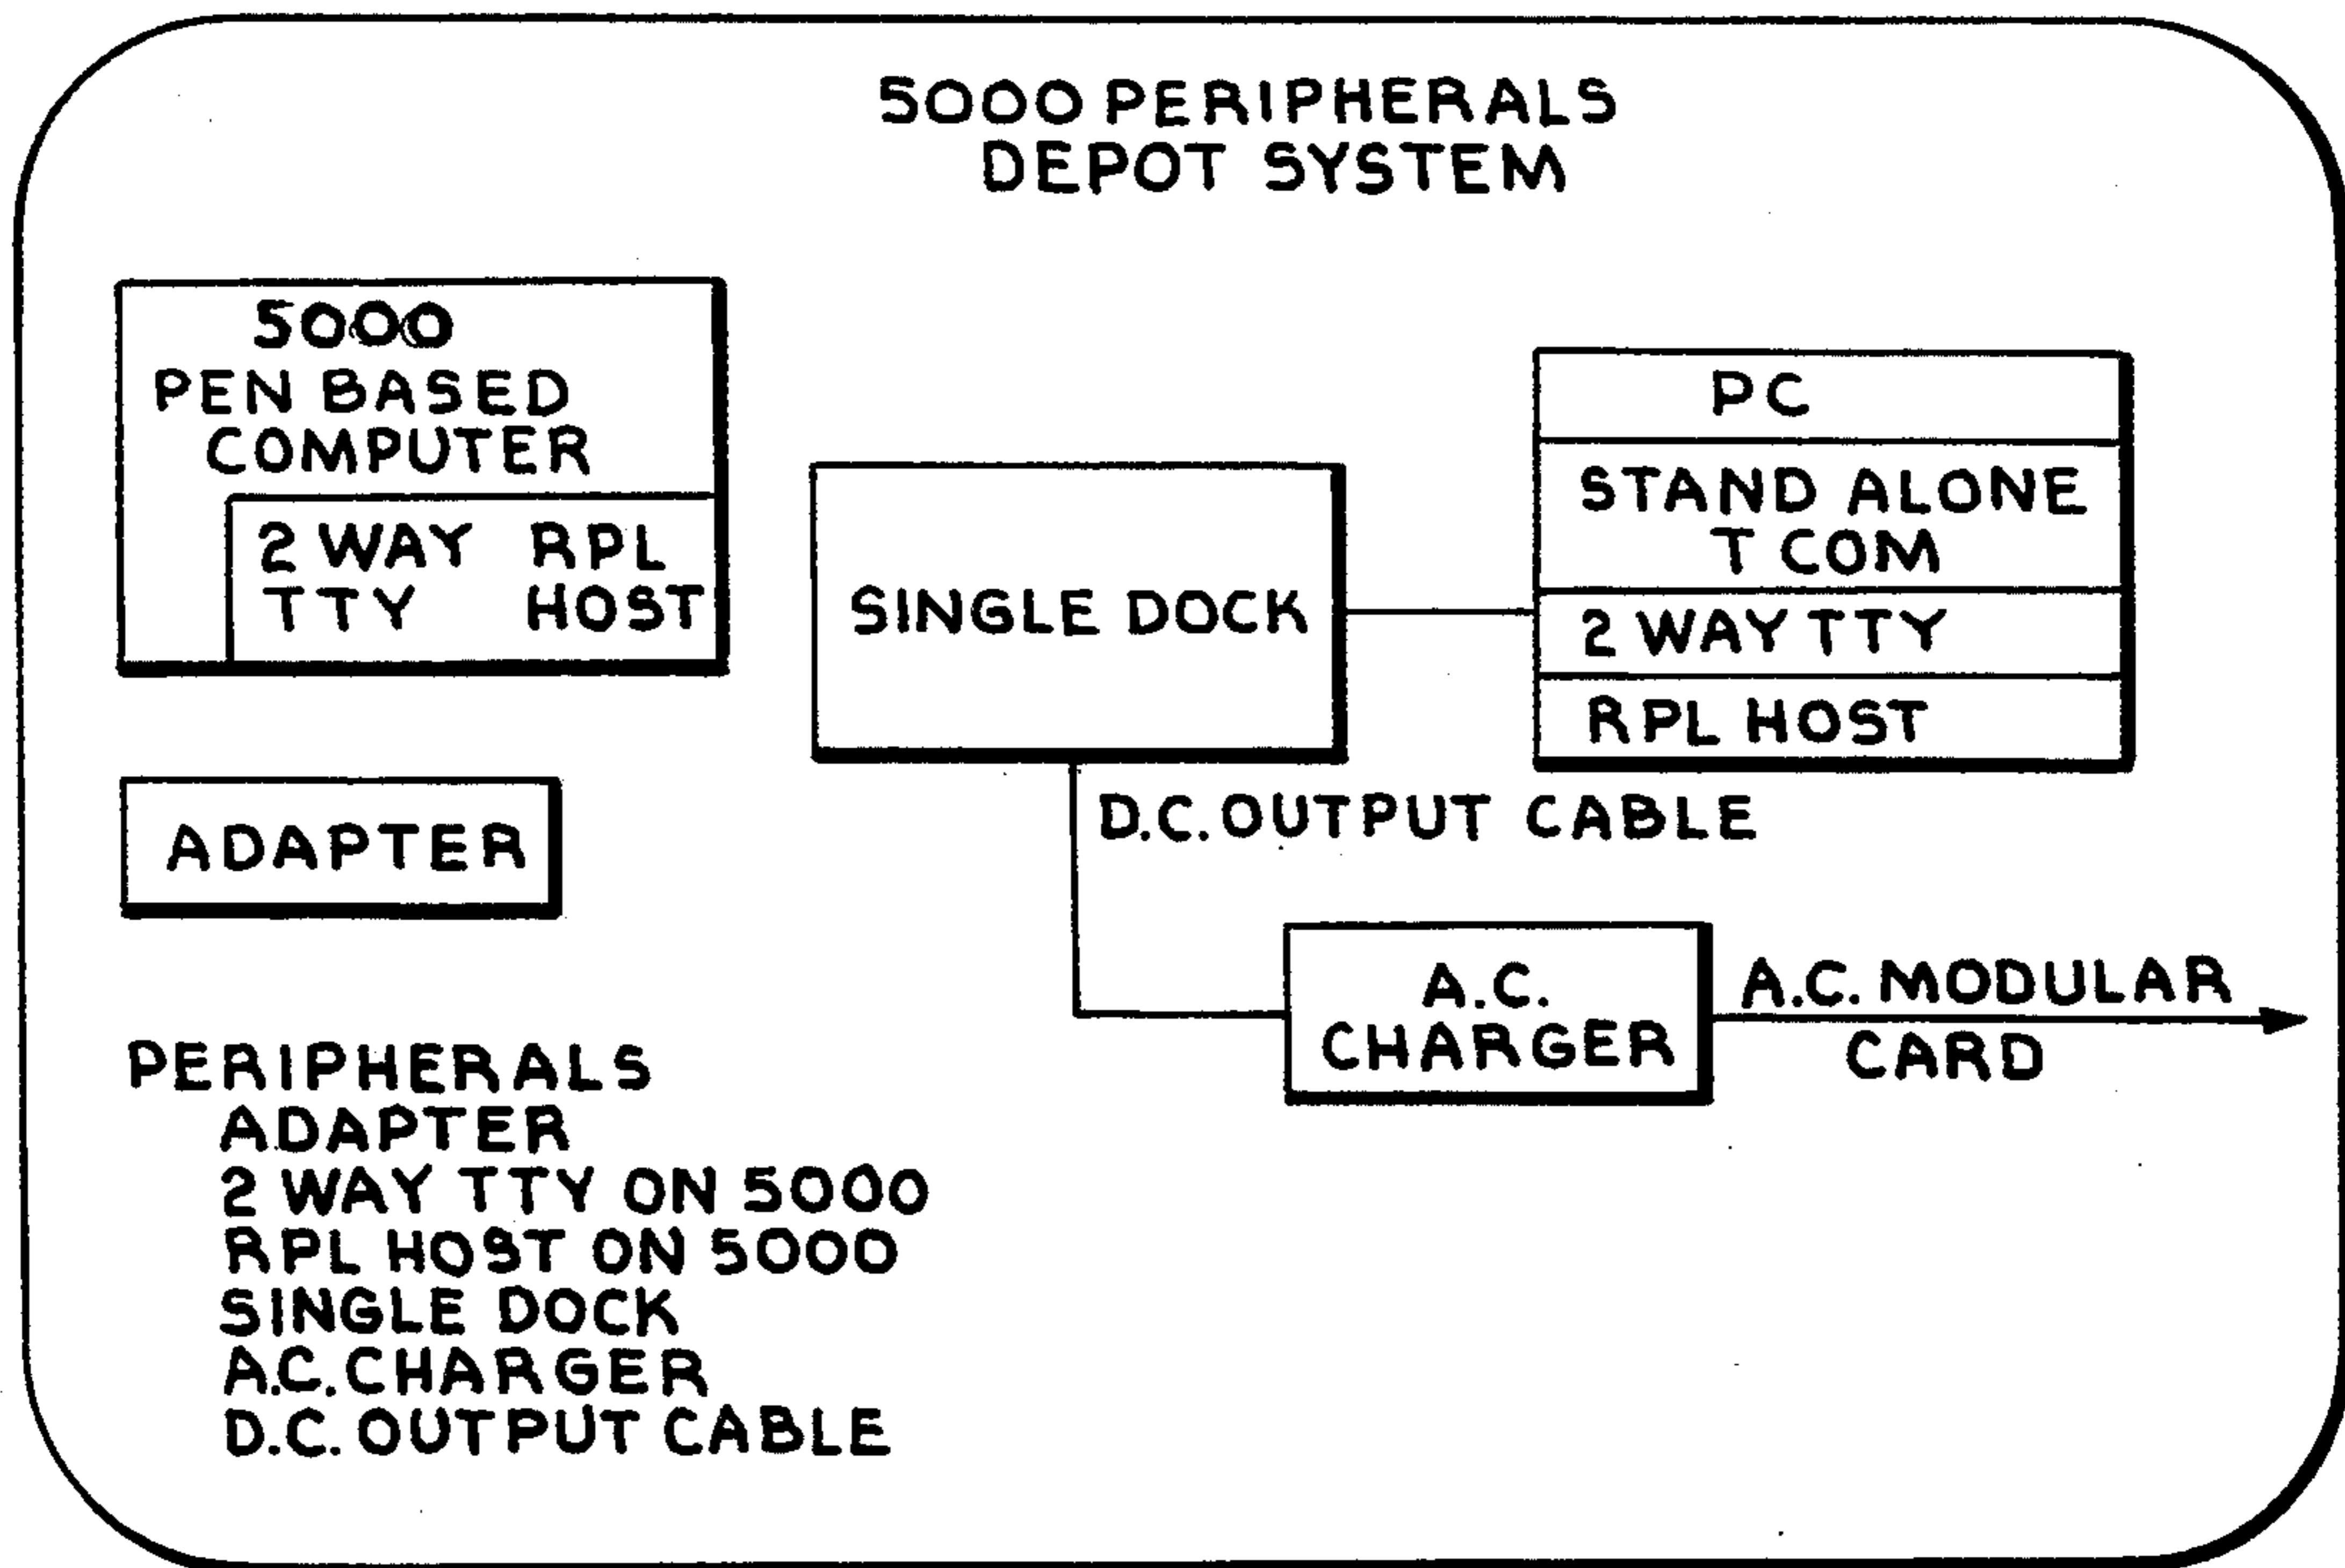 5000 PERIPHERALS
DEPOT SYSTEM
5000
PEN BASED
COMPUTER
2 WAY RPL
TTY HOST
SINGLE DOCK
PC
STAND ALONE
T COM
2 WAY TTY
RPL HOST
ADAPTER
D.C. OUTPUT CABLE
A.C.
CHARGER
A.C. MODULAR
CARD
PERIPHERALS
ADAPTER
2 WAY TTY ON 5000
RPL HOST ON 5000
SINGLE DOCK
A.C. CHARGER
D.C. OUTPUT CABLE